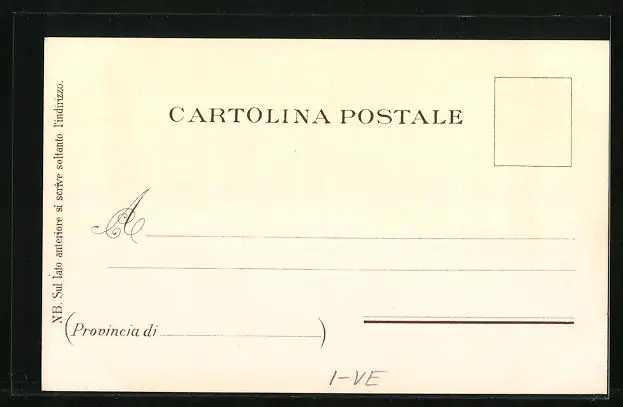 CARTOLINA POSTALE
NB. Sul lato anteriore si scrive soltanto l'indirizzo.
A
(Provincia di )
I-VE